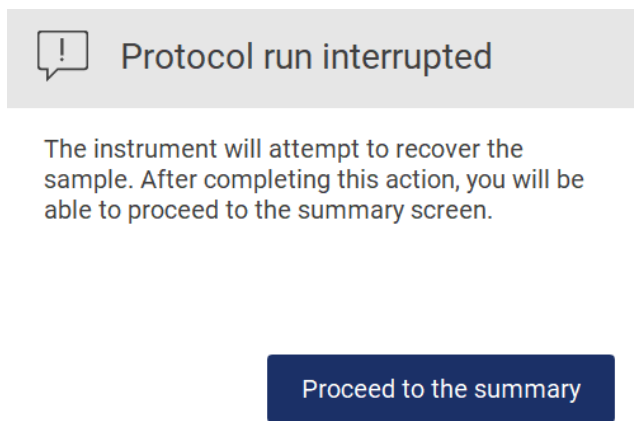 Protocol run interrupted
The instrument will attempt to recover the
sample. After completing this action, you will be
able to proceed to the summary screen.
Proceed to the summary